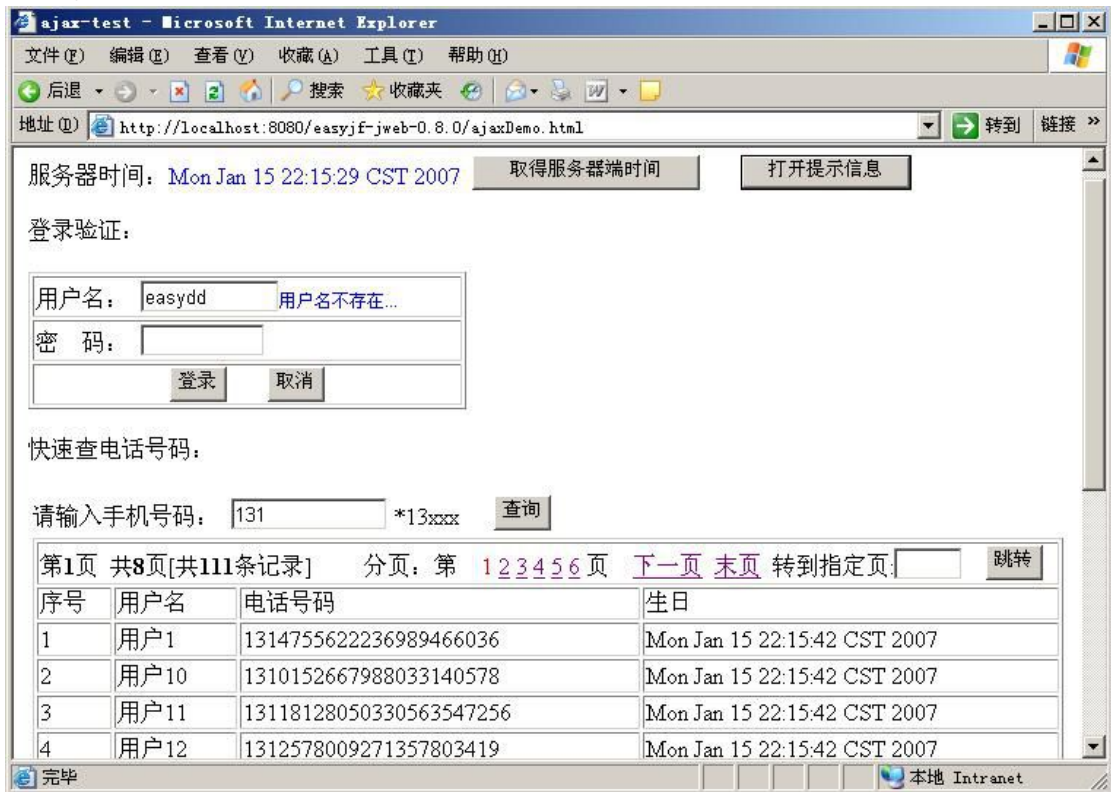 ajax-test - Microsoft Internet Explorer
文件(F) 编辑(E) 查看(V) 收藏(A) 工具(T) 帮助(H)
后退 搜索 收藏夹
地址(D) http://localhost:8080/easyjf-jweb-0.8.0/ajaxDemo.html 转到 链接 »
服务器时间：Mon Jan 15 22:15:29 CST 2007 取得服务器端时间 打开提示信息
登录验证：
用户名： easydd 用户名不存在...
密 码：
登录 取消
快速查电话号码：
请输入手机号码： 131 *13xxx 查询
第1页 共8页[共111条记录] 分页：第 1 2 3 4 5 6 页 下一页 末页 转到指定页: 跳转
序号 用户名 电话号码 生日
1 用户1 1314755622236989466036 Mon Jan 15 22:15:42 CST 2007
2 用户10 1310152667988033140578 Mon Jan 15 22:15:42 CST 2007
3 用户11 13118128050330563547256 Mon Jan 15 22:15:42 CST 2007
4 用户12 1312578009271357803419 Mon Jan 15 22:15:42 CST 2007
完毕 本地 Intranet